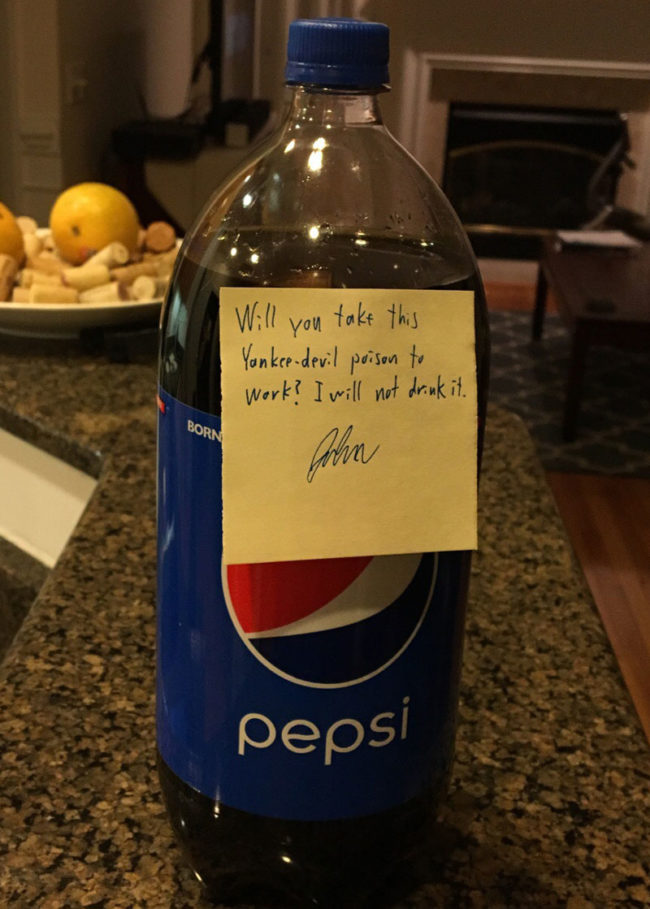 Will you take this
Yankee-devil poison to
work? I will not drink it.
John
BORN
pepsi